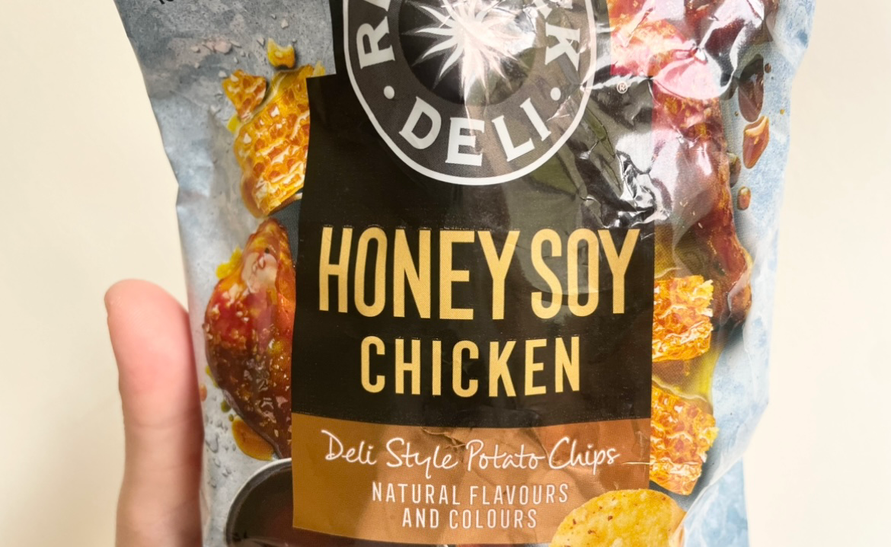 DELI
®
HONEY SOY
CHICKEN
Deli Style Potato Chips
NATURAL FLAVOURS
AND COLOURS